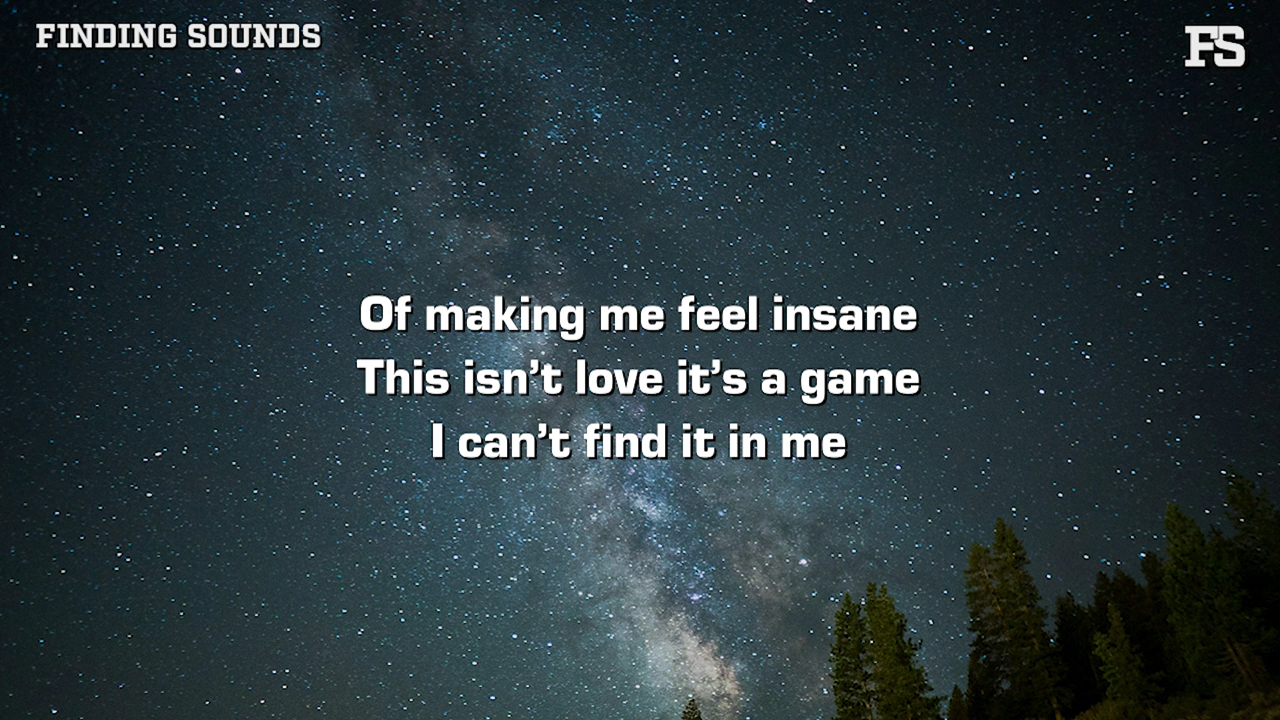 FINDING SOUNDS
FS
Of making me feel insane
This isn’t love it’s a game
I can’t find it in me